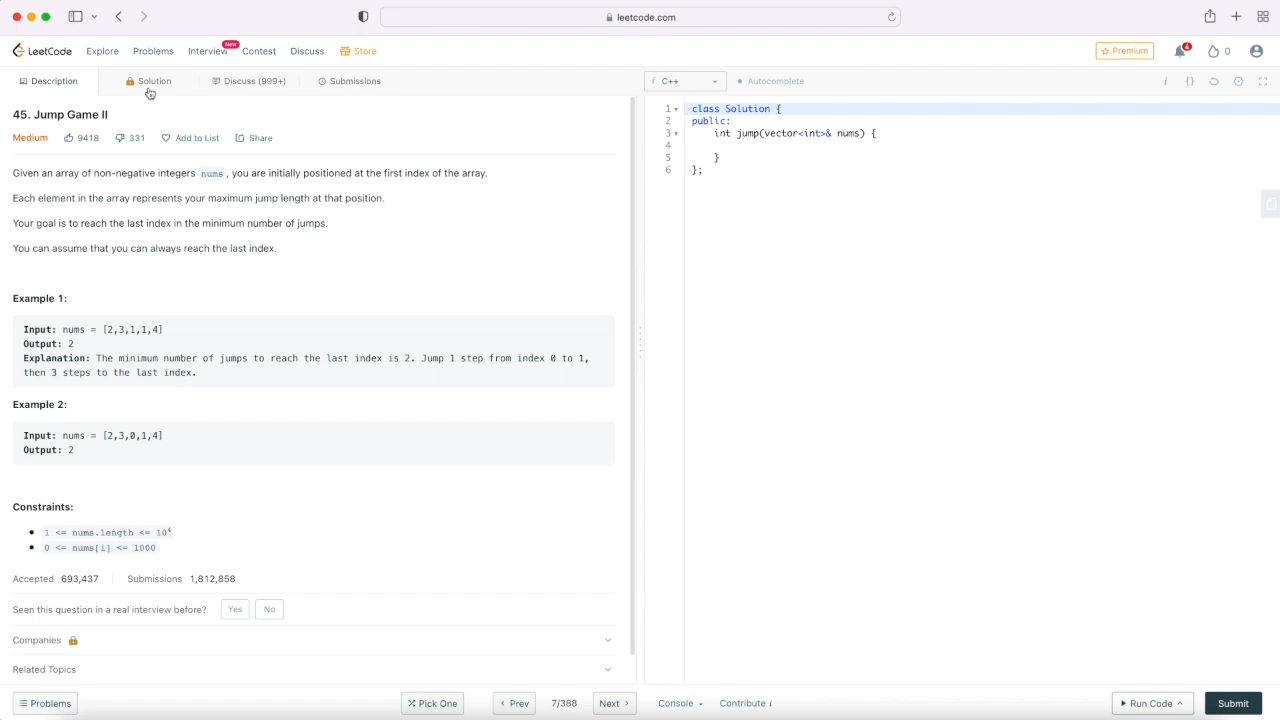 leetcode.com
LeetCode Explore Problems Interview New Contest Discuss Store Premium 4 0
Description Solution Discuss (999+) Submissions i C++ Autocomplete i {}
45. Jump Game II
Medium 9418 331 Add to List Share
Given an array of non-negative integers nums, you are initially positioned at the first index of the array.
Each element in the array represents your maximum jump length at that position.
Your goal is to reach the last index in the minimum number of jumps.
You can assume that you can always reach the last index.
Example 1:
Input: nums = [2,3,1,1,4]
Output: 2
Explanation: The minimum number of jumps to reach the last index is 2. Jump 1 step from index 0 to 1,
then 3 steps to the last index.
Example 2:
Input: nums = [2,3,0,1,4]
Output: 2
Constraints:
1 <= nums.length <= 10⁴
0 <= nums[i] <= 1000
Accepted 693,437 Submissions 1,812,858
Seen this question in a real interview before? Yes No
Companies
Related Topics
Problems Pick One Prev 7/388 Next Console Contribute i Run Code Submit
1 class Solution {
2 public:
3 int jump(vector<int>& nums) {
4
5 }
6 };